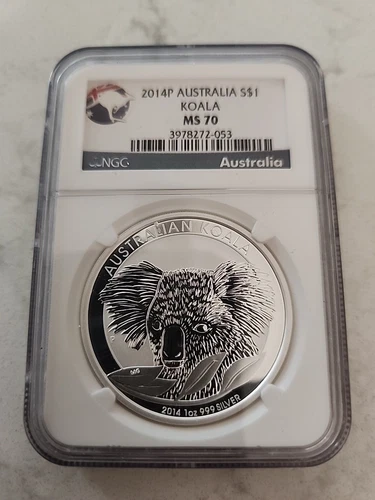 2014P AUSTRALIA S$1
KOALA
MS 70
3978272-053
NGC
Australia
AUSTRALIAN KOALA
2014 1oz 999 SILVER